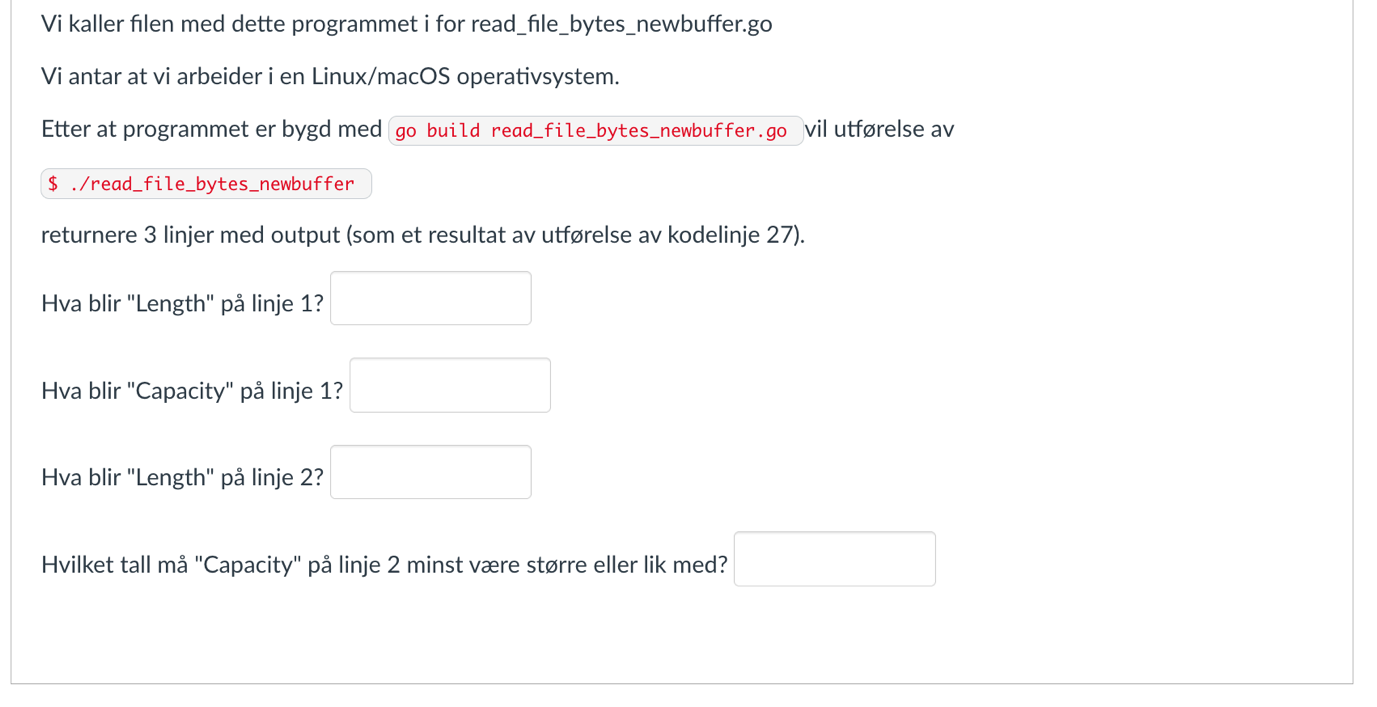 Vi kaller filen med dette programmet i for read_file_bytes_newbuffer.go
Vi antar at vi arbeider i en Linux/macOS operativsystem.
Etter at programmet er bygd med go build read_file_bytes_newbuffer.go vil utførelse av
$ ./read_file_bytes_newbuffer
returnere 3 linjer med output (som et resultat av utførelse av kodelinje 27).
Hva blir "Length" på linje 1?
Hva blir "Capacity" på linje 1?
Hva blir "Length" på linje 2?
Hvilket tall må "Capacity" på linje 2 minst være større eller lik med?